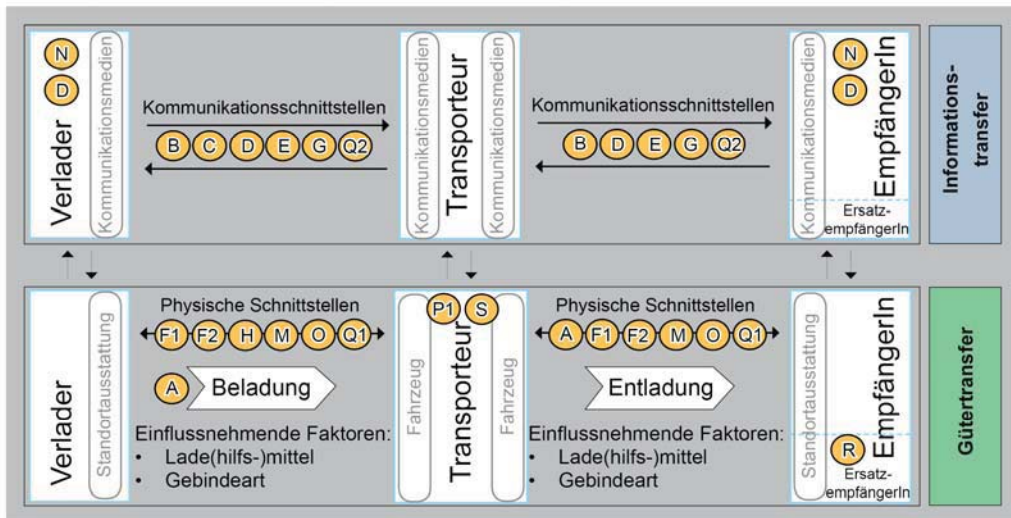 Verlader
N
D
Kommunikationsmedien
Kommunikationsschnittstellen
B C D E G Q2
Kommunikationsmedien
Transporteur
Kommunikationsmedien
Kommunikationsschnittstellen
B D E G Q2
Kommunikationsmedien
N
D
EmpfängerIn
Ersatz-
empfängerIn
Informations-
transfer
Verlader
Standortausstattung
Physische Schnittstellen
F1 F2 H M O Q1
A Beladung
Einflussnehmende Faktoren:
• Lade(hilfs-)mittel
• Gebindeart
Fahrzeug
P1 S
Transporteur
Fahrzeug
Physische Schnittstellen
A F1 F2 M O Q1
Entladung
Einflussnehmende Faktoren:
• Lade(hilfs-)mittel
• Gebindeart
Standortausstattung
EmpfängerIn
R
Ersatz-
empfängerIn
Gütertransfer